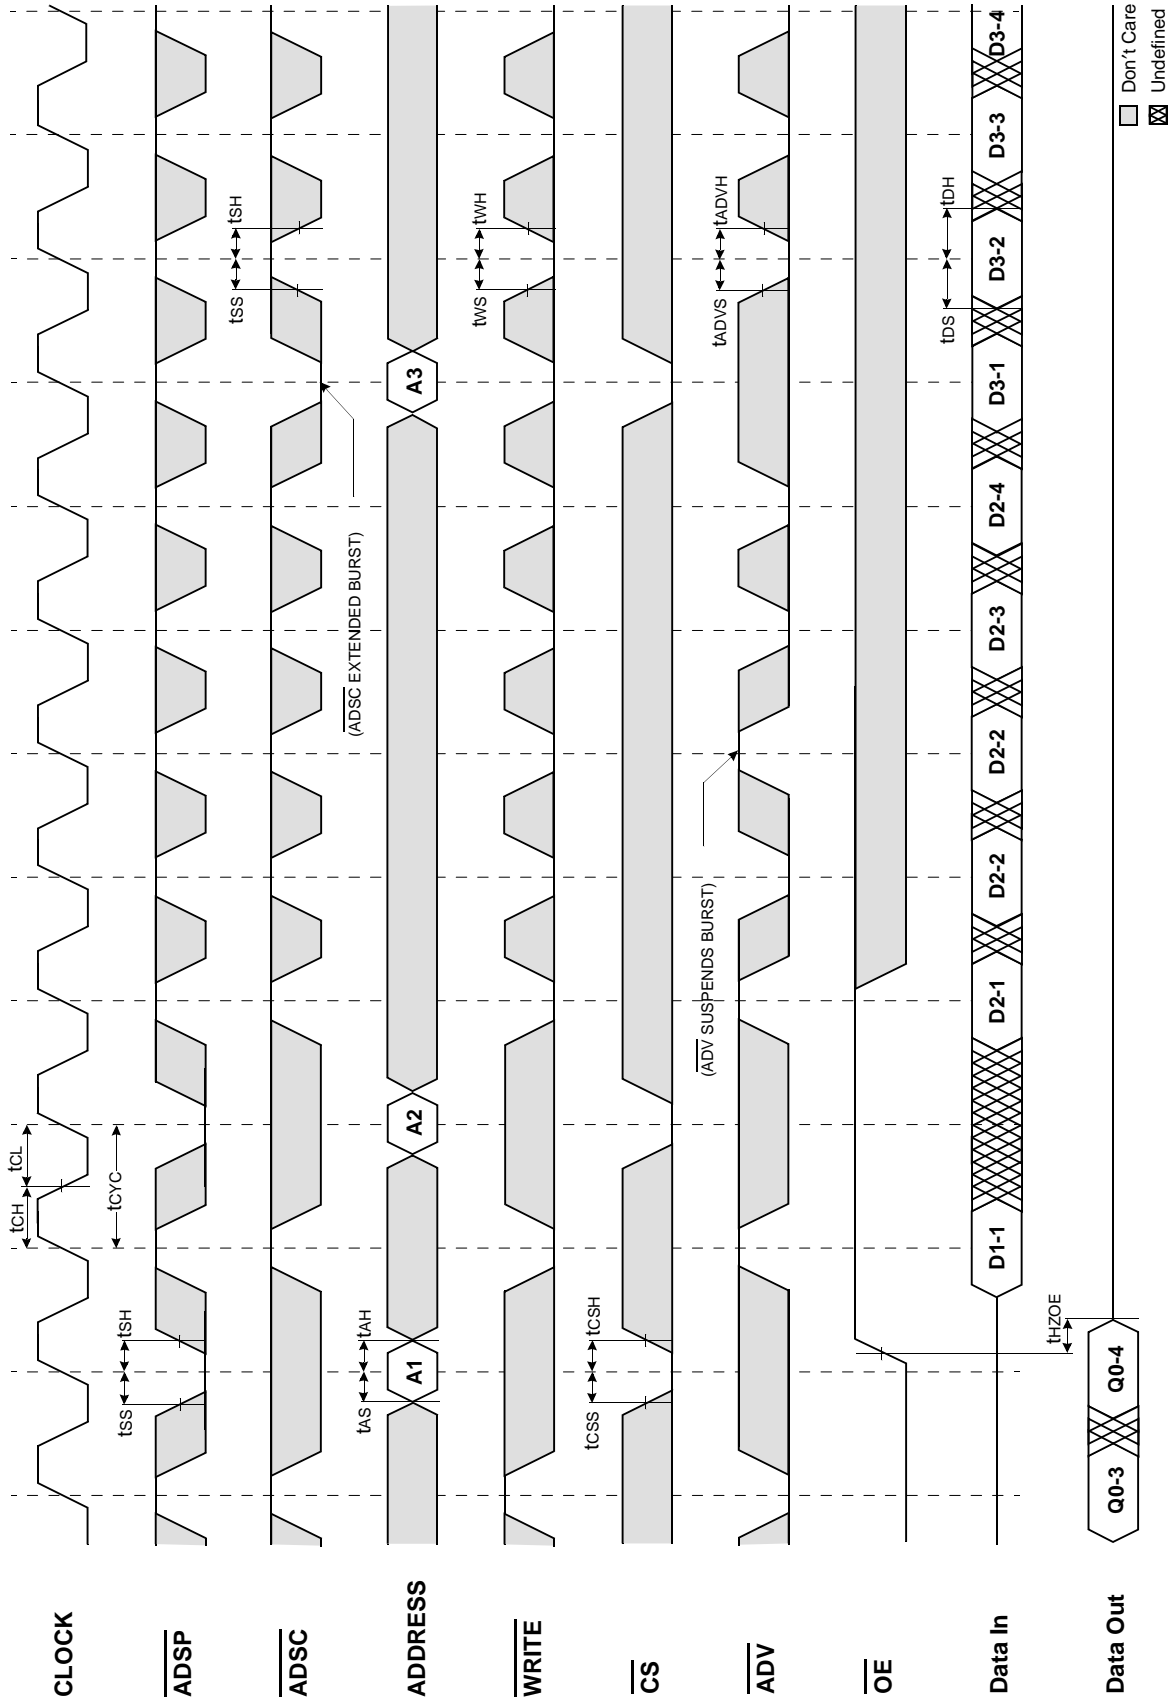 CLOCK
tCH
tCL
tCYC
ADSP
tSS
tSH
ADSC
tSS
tSH
(ADSC EXTENDED BURST)
ADDRESS
tAS
tAH
A1
A2
A3
WRITE
tWS
tWH
CS
tCSS
tCSH
ADV
(ADV SUSPENDS BURST)
tADVS
tADVH
OE
Data In
tDS
tDH
D1-1
D2-1
D2-2
D2-2
D2-3
D2-4
D3-1
D3-2
D3-3
D3-4
tHZOE
Data Out
Q0-3
Q0-4
Don't Care
Undefined